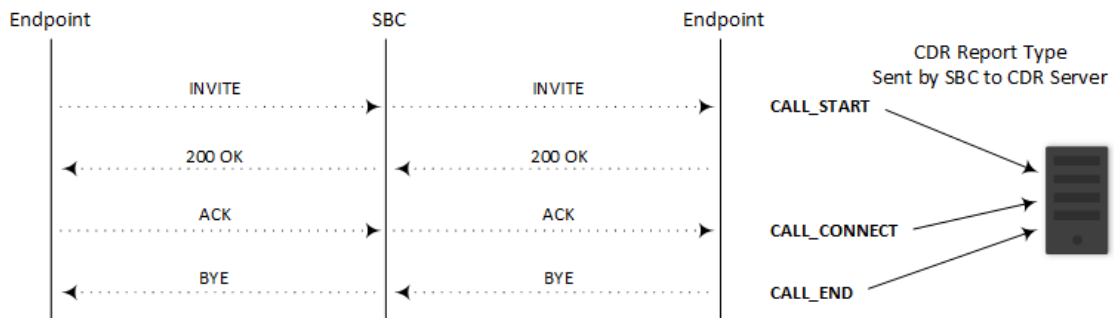 Endpoint
SBC
Endpoint
CDR Report Type
Sent by SBC to CDR Server
INVITE
INVITE
CALL_START
200 OK
200 OK
ACK
ACK
CALL_CONNECT
BYE
BYE
CALL_END